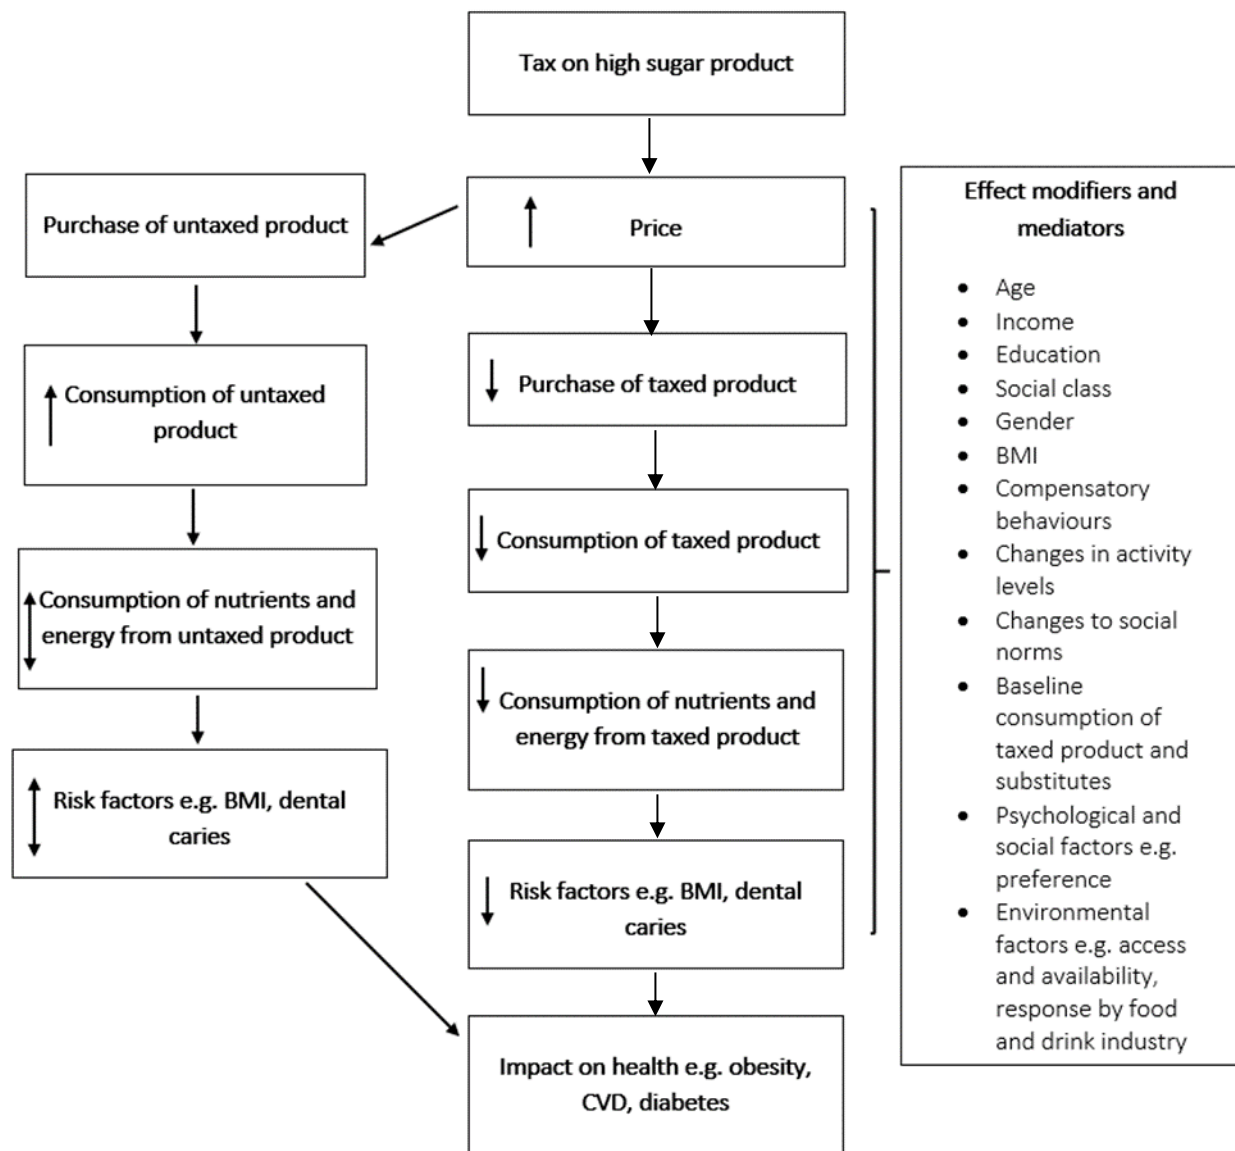 Tax on high sugar product
Purchase of untaxed product
Price
Effect modifiers and
mediators
Consumption of untaxed
product
Purchase of taxed product
Consumption of nutrients and
energy from untaxed product
Consumption of taxed product
Risk factors e.g. BMI, dental
caries
Consumption of nutrients and
energy from taxed product
Risk factors e.g. BMI, dental
caries
Impact on health e.g. obesity,
CVD, diabetes
• Age
• Income
• Education
• Social class
• Gender
• BMI
• Compensatory
behaviours
• Changes in activity
levels
• Changes to social
norms
• Baseline
consumption of
taxed product and
substitutes
• Psychological and
social factors e.g.
preference
• Environmental
factors e.g. access
and availability,
response by food
and drink industry